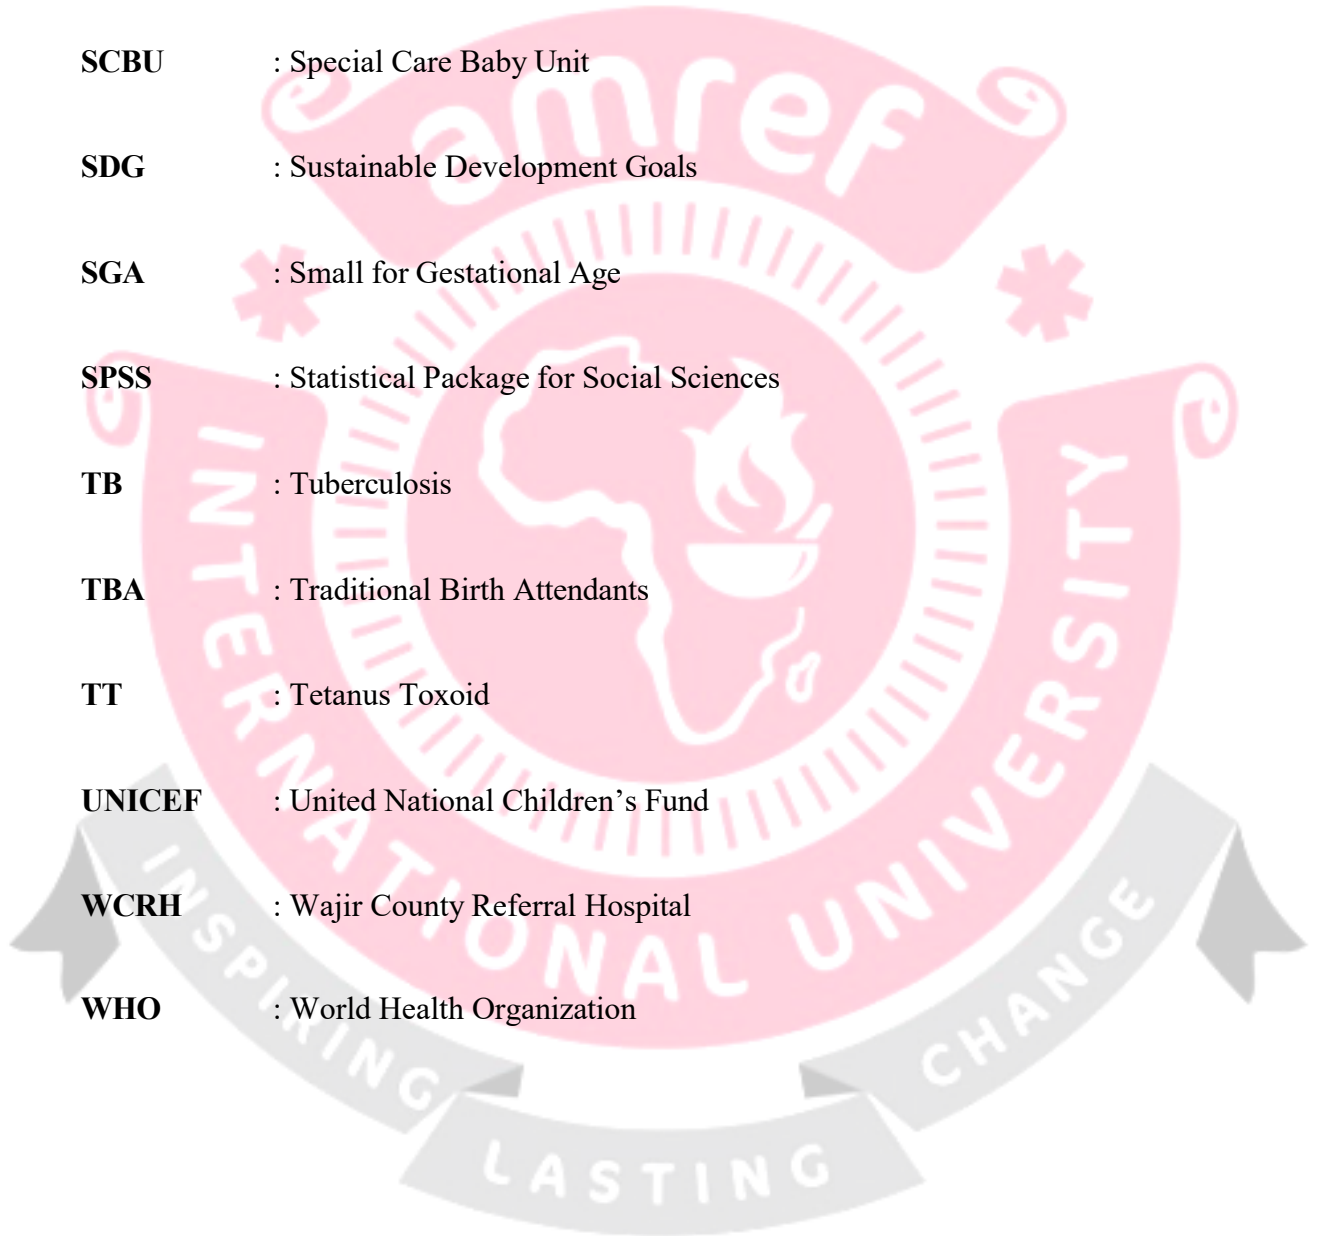 amref
SCBU : Special Care Baby Unit
SDG : Sustainable Development Goals
SGA : Small for Gestational Age
SPSS : Statistical Package for Social Sciences
TB : Tuberculosis
TBA : Traditional Birth Attendants
TT : Tetanus Toxoid
UNICEF : United National Children’s Fund
WCRH : Wajir County Referral Hospital
WHO : World Health Organization
INTERNATIONAL UNIVERSITY
INSPIRING LASTING CHANGE